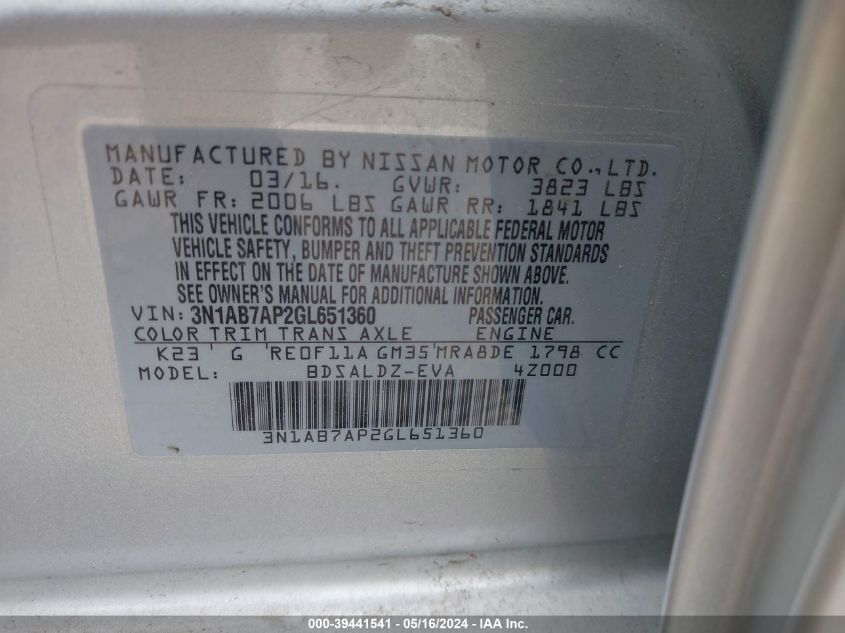 MANUFACTURED BY NISSAN MOTOR CO., LTD.
DATE: 03/16. GVWR: 3823 LBS
GAWR FR: 2006 LBS GAWR RR: 1841 LBS
THIS VEHICLE CONFORMS TO ALL APPLICABLE FEDERAL MOTOR
VEHICLE SAFETY, BUMPER AND THEFT PREVENTION STANDARDS
IN EFFECT ON THE DATE OF MANUFACTURE SHOWN ABOVE.
SEE OWNER'S MANUAL FOR ADDITIONAL INFORMATION.
VIN: 3N1AB7AP2GL651360 PASSENGER CAR.
COLOR TRIM TRANS AXLE ENGINE
K23 G RE0F11A GM35 MRA8DE 1798 CC
MODEL: BDSALDZ-EVA 4Z000
3N1AB7AP2GL651360
000-39441541 - 05/16/2024 - IAA Inc.